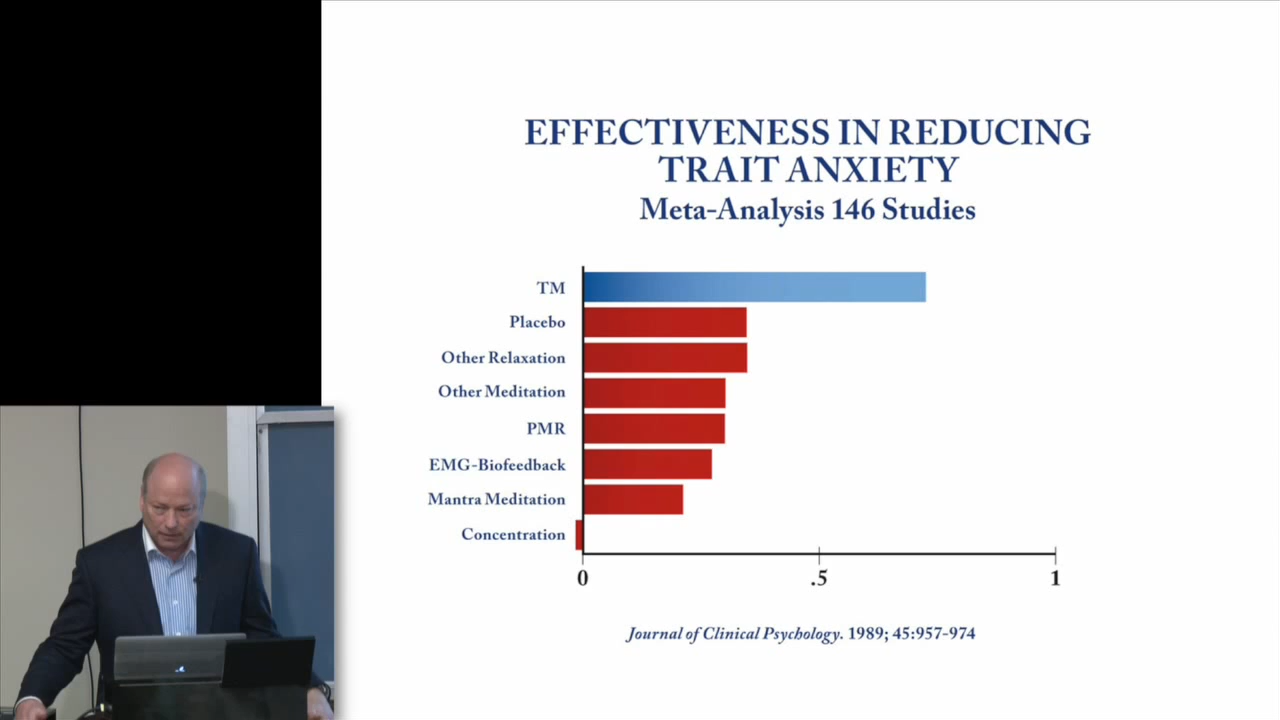 EFFECTIVENESS IN REDUCING
TRAIT ANXIETY
Meta-Analysis 146 Studies
TM
Placebo
Other Relaxation
Other Meditation
PMR
EMG-Biofeedback
Mantra Meditation
Concentration
0 .5 1
Journal of Clinical Psychology. 1989; 45:957-974